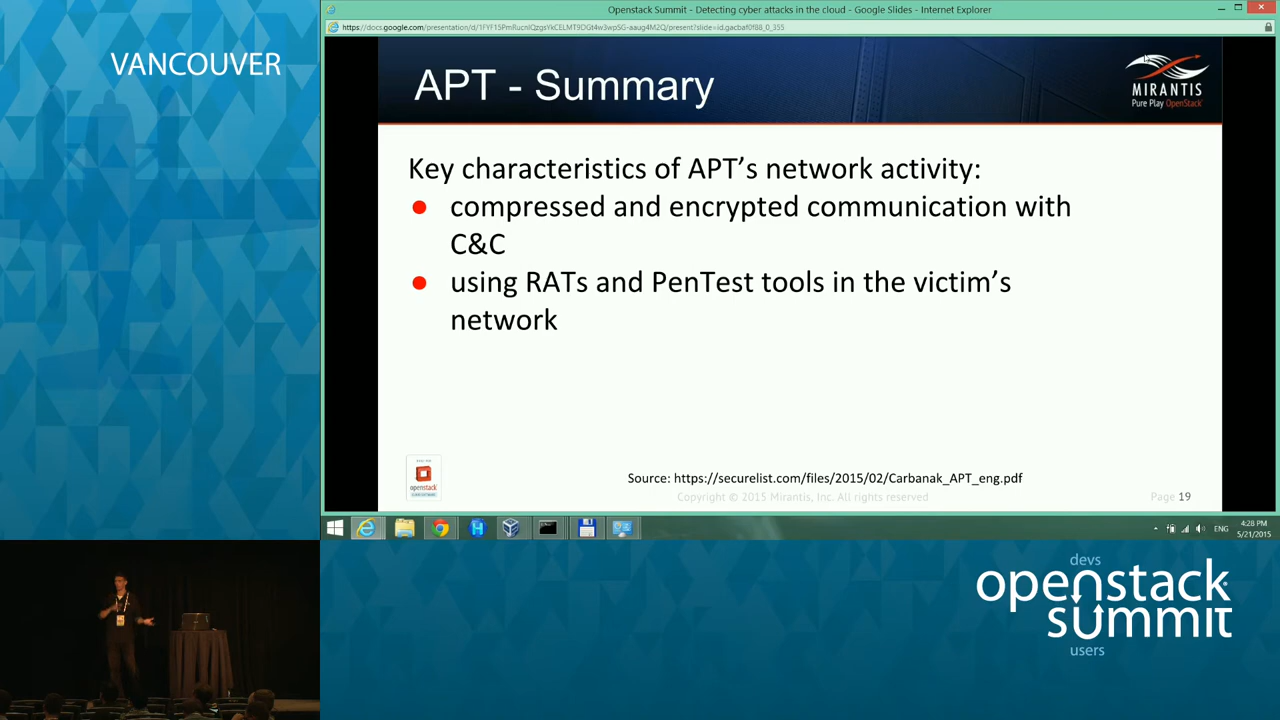 VANCOUVER
Openstack Summit - Detecting cyber attacks in the cloud - Google Slides - Internet Explorer
APT - Summary
MIRANTIS
Pure Play OpenStack
Key characteristics of APT's network activity:
● compressed and encrypted communication with
C&C
● using RATs and PenTest tools in the victim's
network
openstack
CLOUD SOFTWARE
Source: https://securelist.com/files/2015/02/Carbanak_APT_eng.pdf
Copyright © 2015 Mirantis, Inc. All rights reserved
Page 19
ENG
4:28 PM
5/21/2015
devs
openstack
summit
users